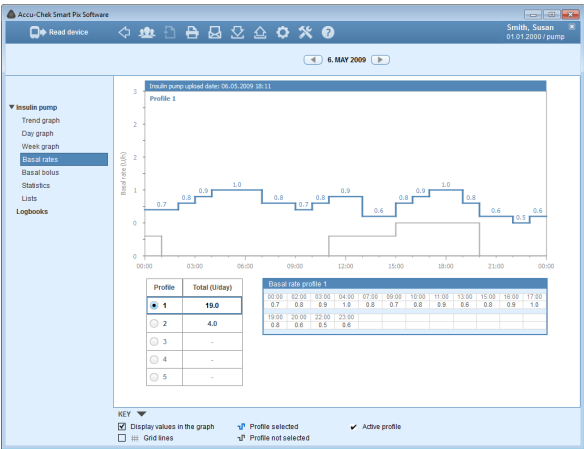 Accu-Chek Smart Pix Software
Read device
Smith, Susan
01.01.2000 / pump
6. MAY 2009
Insulin pump
Trend graph
Day graph
Week graph
Basal rates
Basal bolus
Statistics
Lists
Logbooks
Insulin pump upload date: 06.05.2009 18:11
Profile 1
Basal rate (U/h)
3
2
2
1
1
0
0
0.7 0.8 0.9 1.0 0.8 0.7 0.8 0.9 0.6 0.8 0.9 1.0 0.8 0.6 0.5 0.6
00:00 03:00 06:00 09:00 12:00 15:00 18:00 21:00 00:00
Profile Total (U/day)
1 19.0
2 4.0
3 -
4 -
5 -
Basal rate profile 1
00:00 02:00 03:00 04:00 07:00 09:00 10:00 11:00 13:00 15:00 16:00 17:00
0.7 0.8 0.9 1.0 0.8 0.7 0.8 0.9 0.6 0.8 0.9 1.0
19:00 20:00 22:00 23:00
0.8 0.6 0.5 0.6
KEY
Display values in the graph
Profile selected
Active profile
Grid lines
Profile not selected